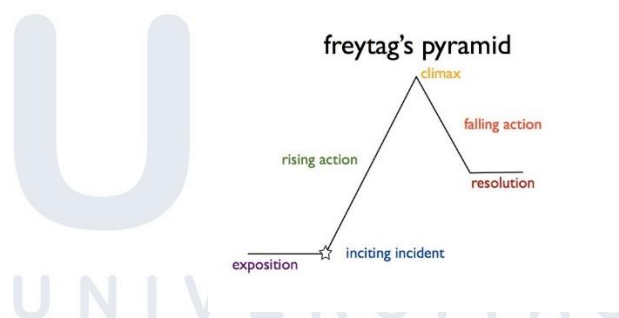 freytag's pyramid
climax
falling action
rising action
resolution
inciting incident
exposition
U